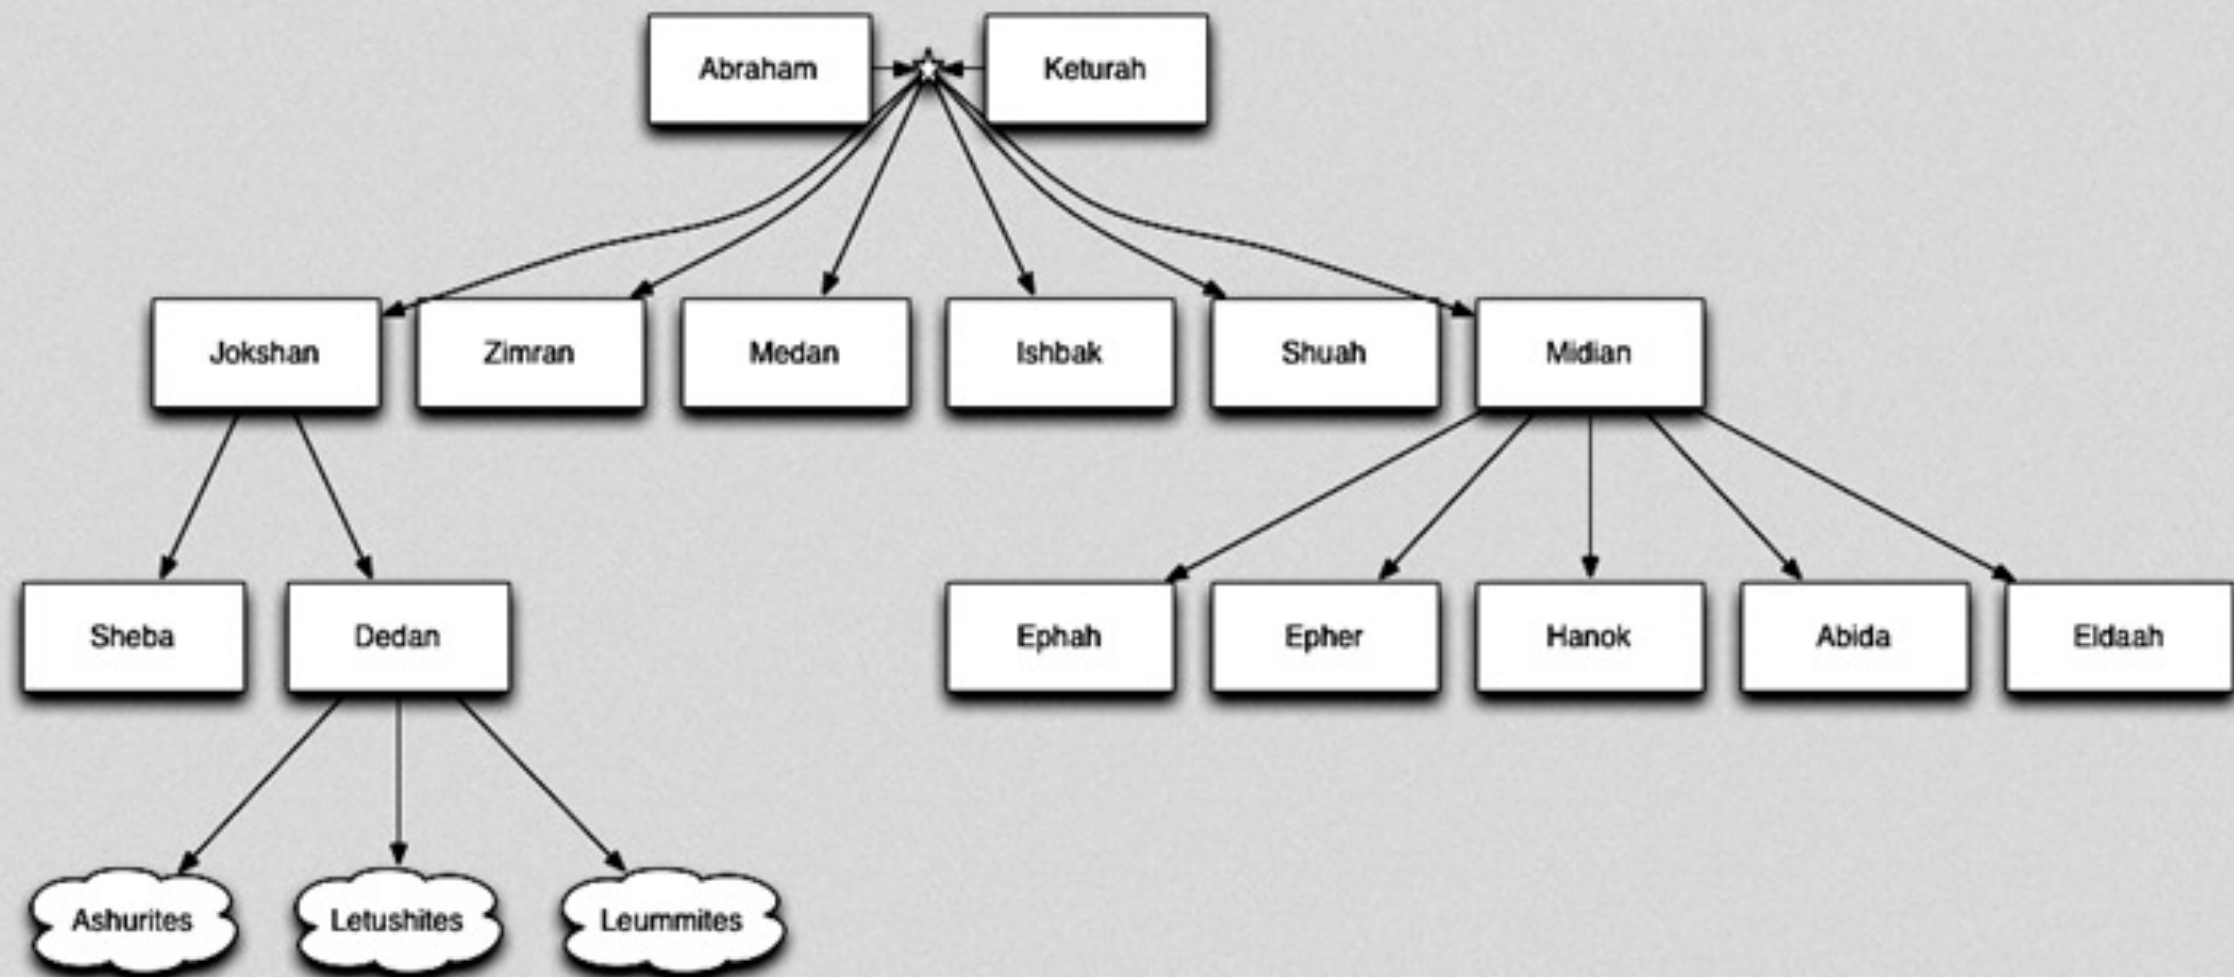 Abraham
Keturah
Jokshan
Zimran
Medan
Ishbak
Shuah
Midian
Sheba
Dedan
Ephah
Epher
Hanok
Abida
Eldaah
Ashurites
Letushites
Leummites